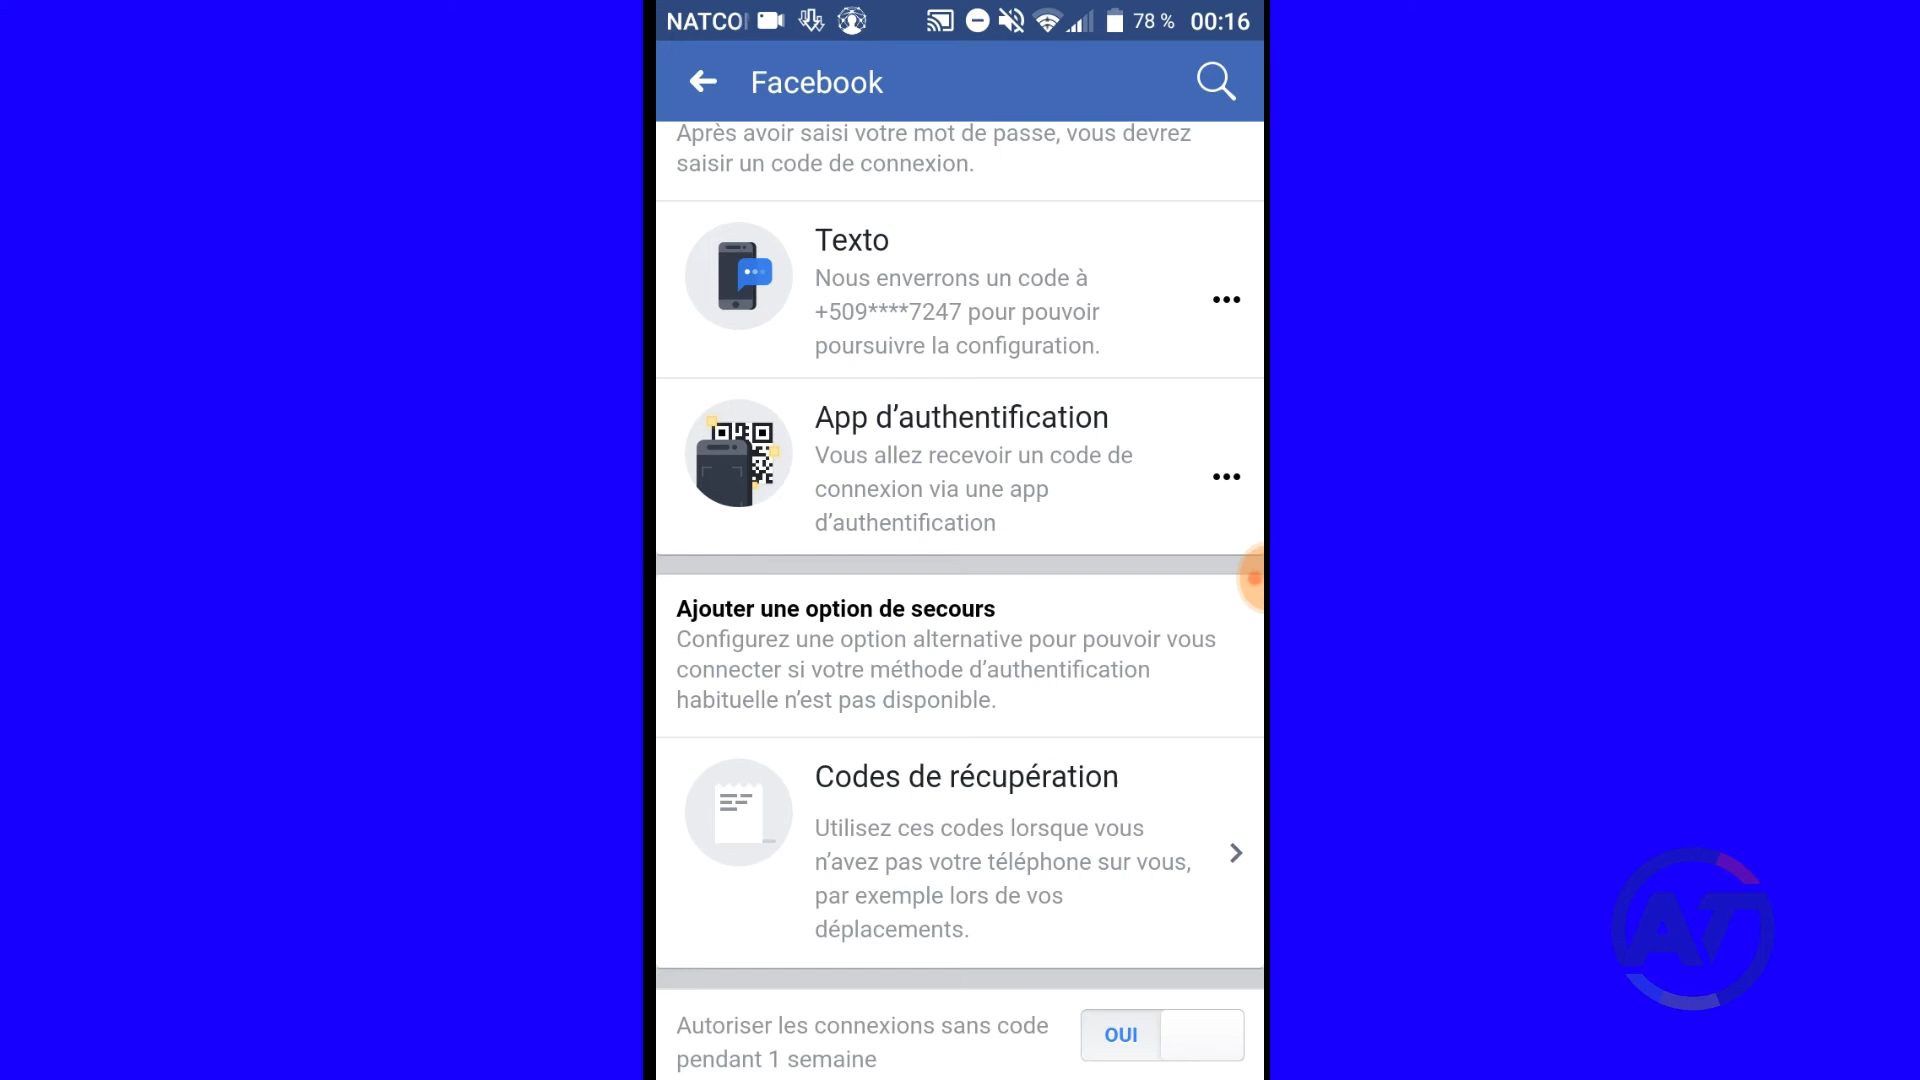 NATCO
78 %
00:16
Facebook
Après avoir saisi votre mot de passe, vous devrez
saisir un code de connexion.
Texto
Nous enverrons un code à
+509****7247 pour pouvoir
poursuivre la configuration.
App d’authentification
Vous allez recevoir un code de
connexion via une app
d’authentification
Ajouter une option de secours
Configurez une option alternative pour pouvoir vous
connecter si votre méthode d’authentification
habituelle n’est pas disponible.
Codes de récupération
Utilisez ces codes lorsque vous
n’avez pas votre téléphone sur vous,
par exemple lors de vos
déplacements.
Autoriser les connexions sans code
pendant 1 semaine
OUI
AT